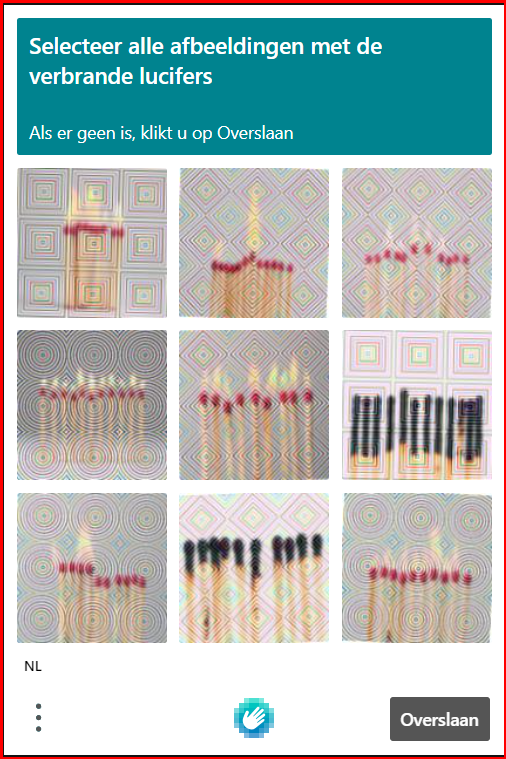 Selecteer alle afbeeldingen met de
verbrande lucifers
Als er geen is, klikt u op Overslaan
NL
Overslaan